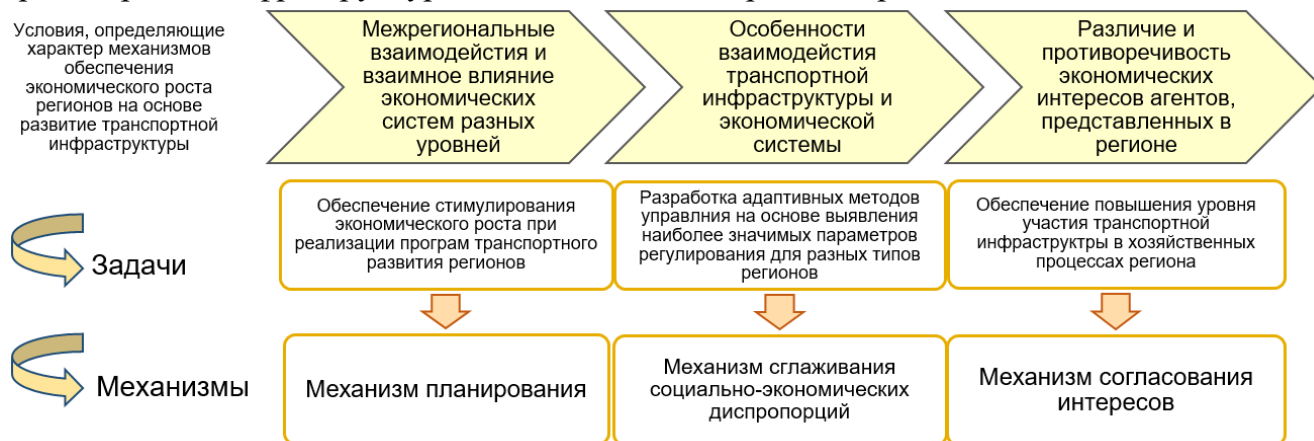 Условия, определяющие
характер механизмов
обеспечения
экономического роста
регионов на основе
развитие транспортной
инфраструктуры
Межрегиональные
взаимодейстия и
взаимное влияние
экономических
систем разных
уровней
Особенности
взаимодейстия
транспортной
инфраструктуры и
экономической
системы
Различие и
противоречивость
экономических
интересов агентов,
представленных в
регионе
Задачи
Обеспечение стимулирования
экономического роста при
реализации програм транспортного
развития регионов
Разработка адаптивных методов
управлния на основе выявления
наиболее значимых параметров
регулирования для разных типов
регионов
Обеспечение повышения уровня
участия транспортной
инфраструктры в хозяйственных
процессах региона
Механизмы
Механизм планирования
Механизм сглаживания
социально-экономических
диспропорций
Механизм согласования
интересов